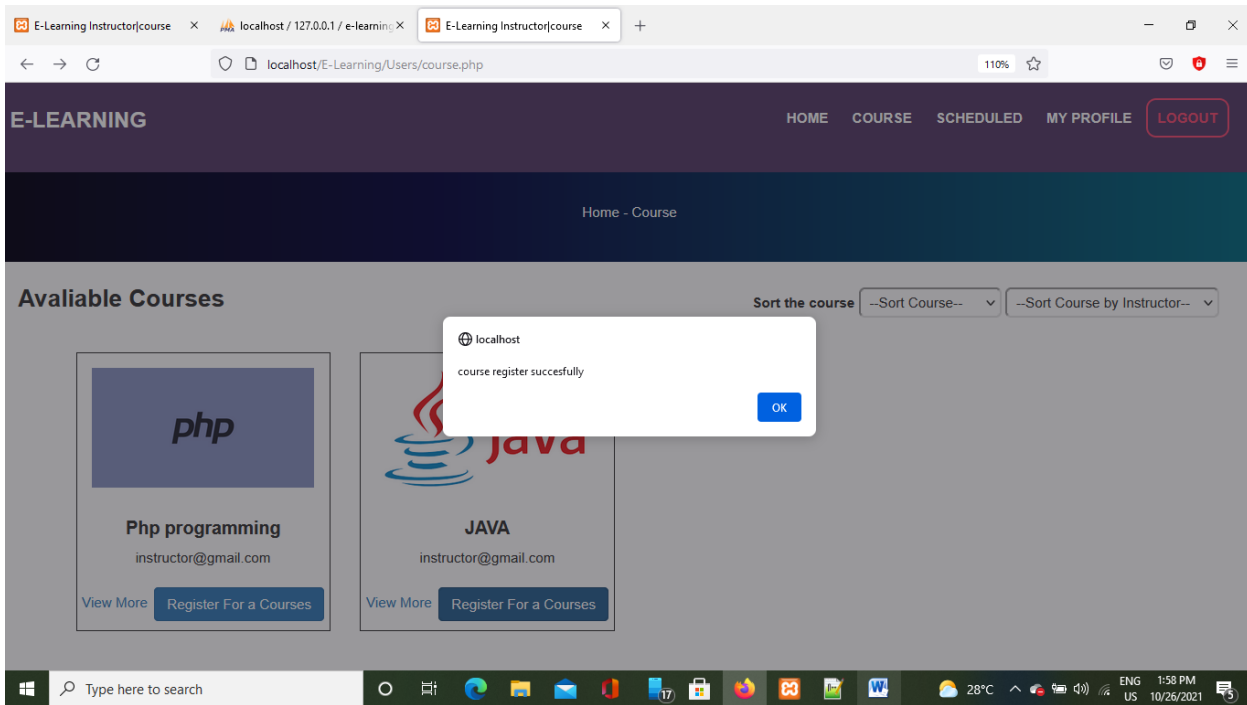 E-Learning Instructor|course
localhost / 127.0.0.1 / e-learning
E-Learning Instructor|course
localhost/E-Learning/Users/course.php
110%
E-LEARNING
HOME COURSE SCHEDULED MY PROFILE LOGOUT
Home - Course
Avaliable Courses
Sort the course --Sort Course-- --Sort Course by Instructor--
localhost
course register succesfully
OK
php
Java
Php programming
JAVA
instructor@gmail.com
instructor@gmail.com
View More Register For a Courses
View More Register For a Courses
Type here to search
17
28°C
ENG
US
1:58 PM
10/26/2021
5